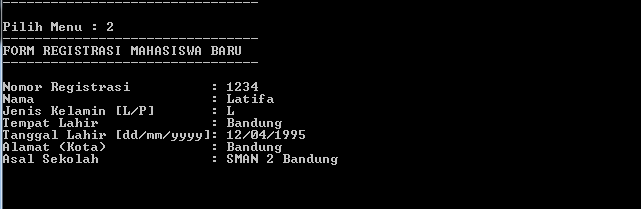 --------------------------------
Pilih Menu : 2
--------------------------------
FORM REGISTRASI MAHASISWA BARU
--------------------------------
Nomor Registrasi          : 1234
Nama                      : Latifa
Jenis Kelamin [L/P]       : L
Tempat Lahir              : Bandung
Tanggal Lahir [dd/mm/yyyy]: 12/04/1995
Alamat (Kota)             : Bandung
Asal Sekolah              : SMAN 2 Bandung